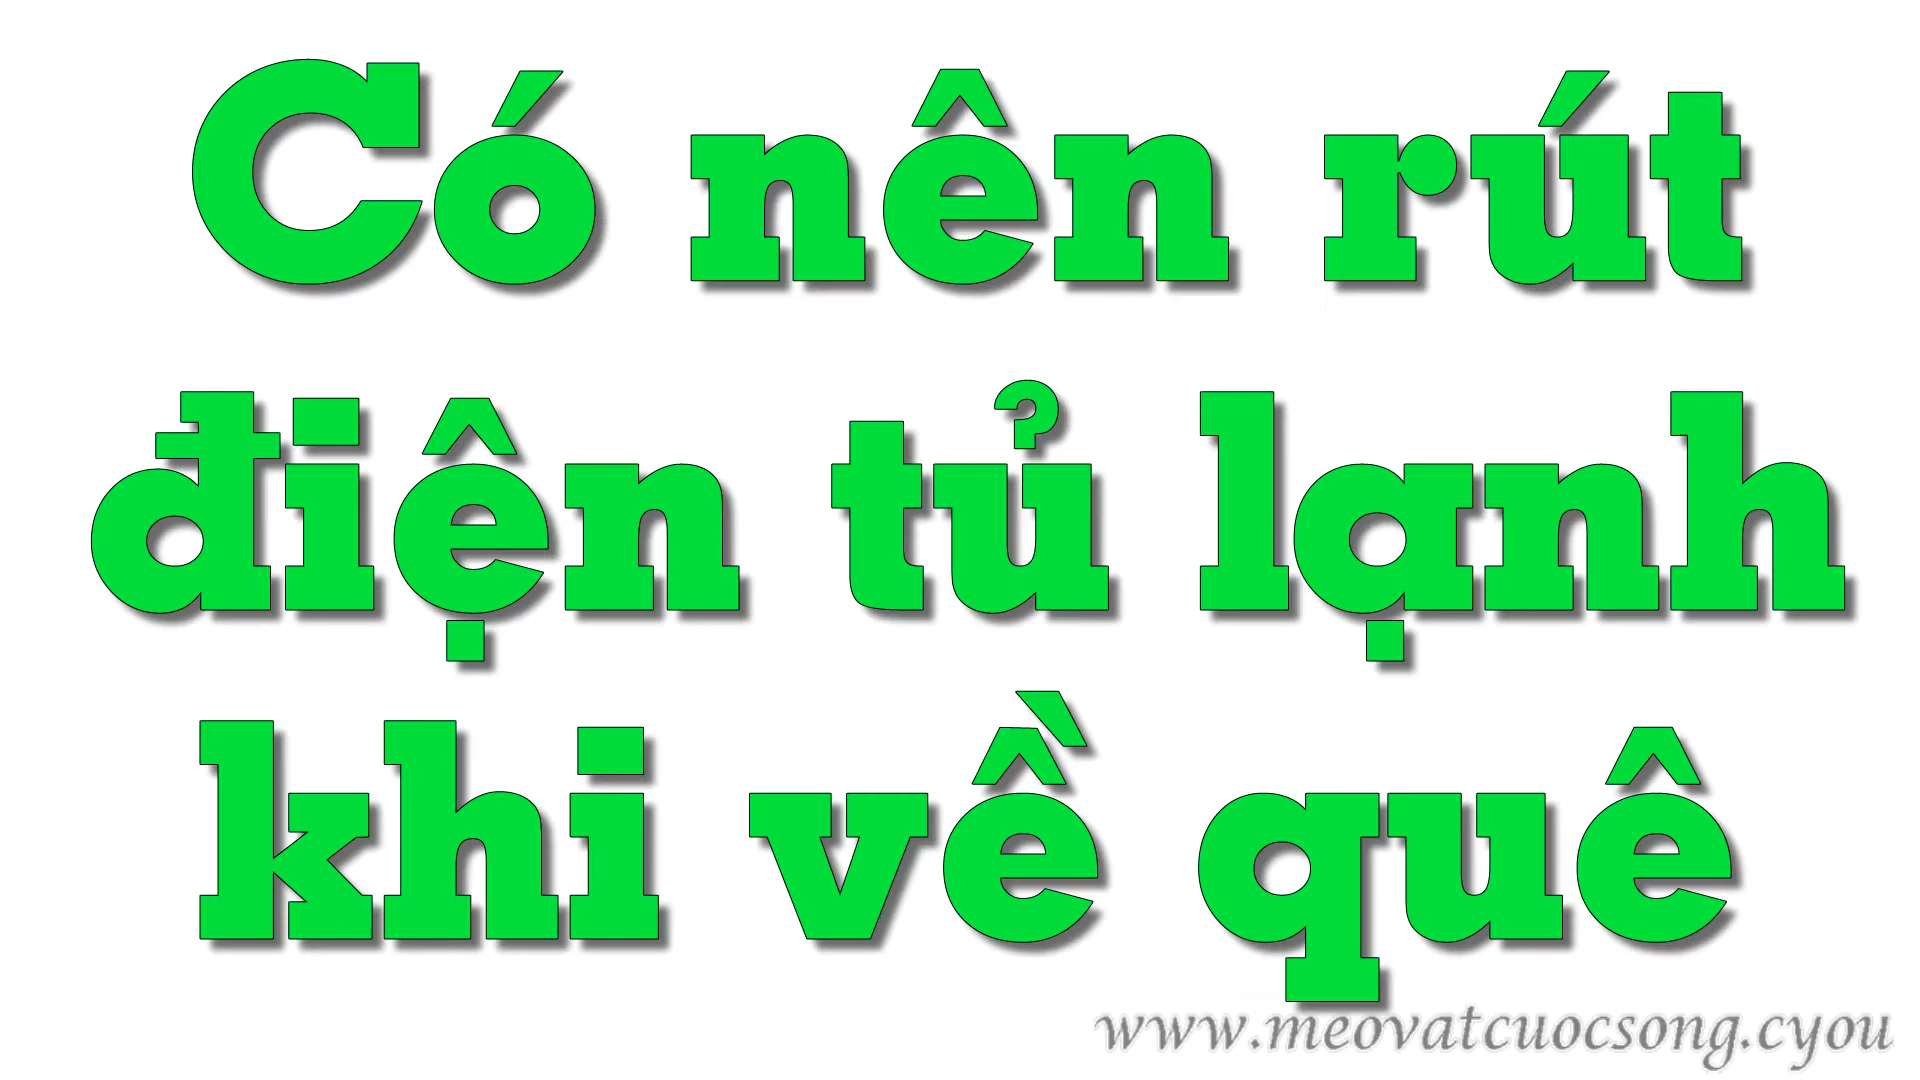 Có nên rút
điện tủ lạnh
khi về quê
www.meovatcuocsong.cyou